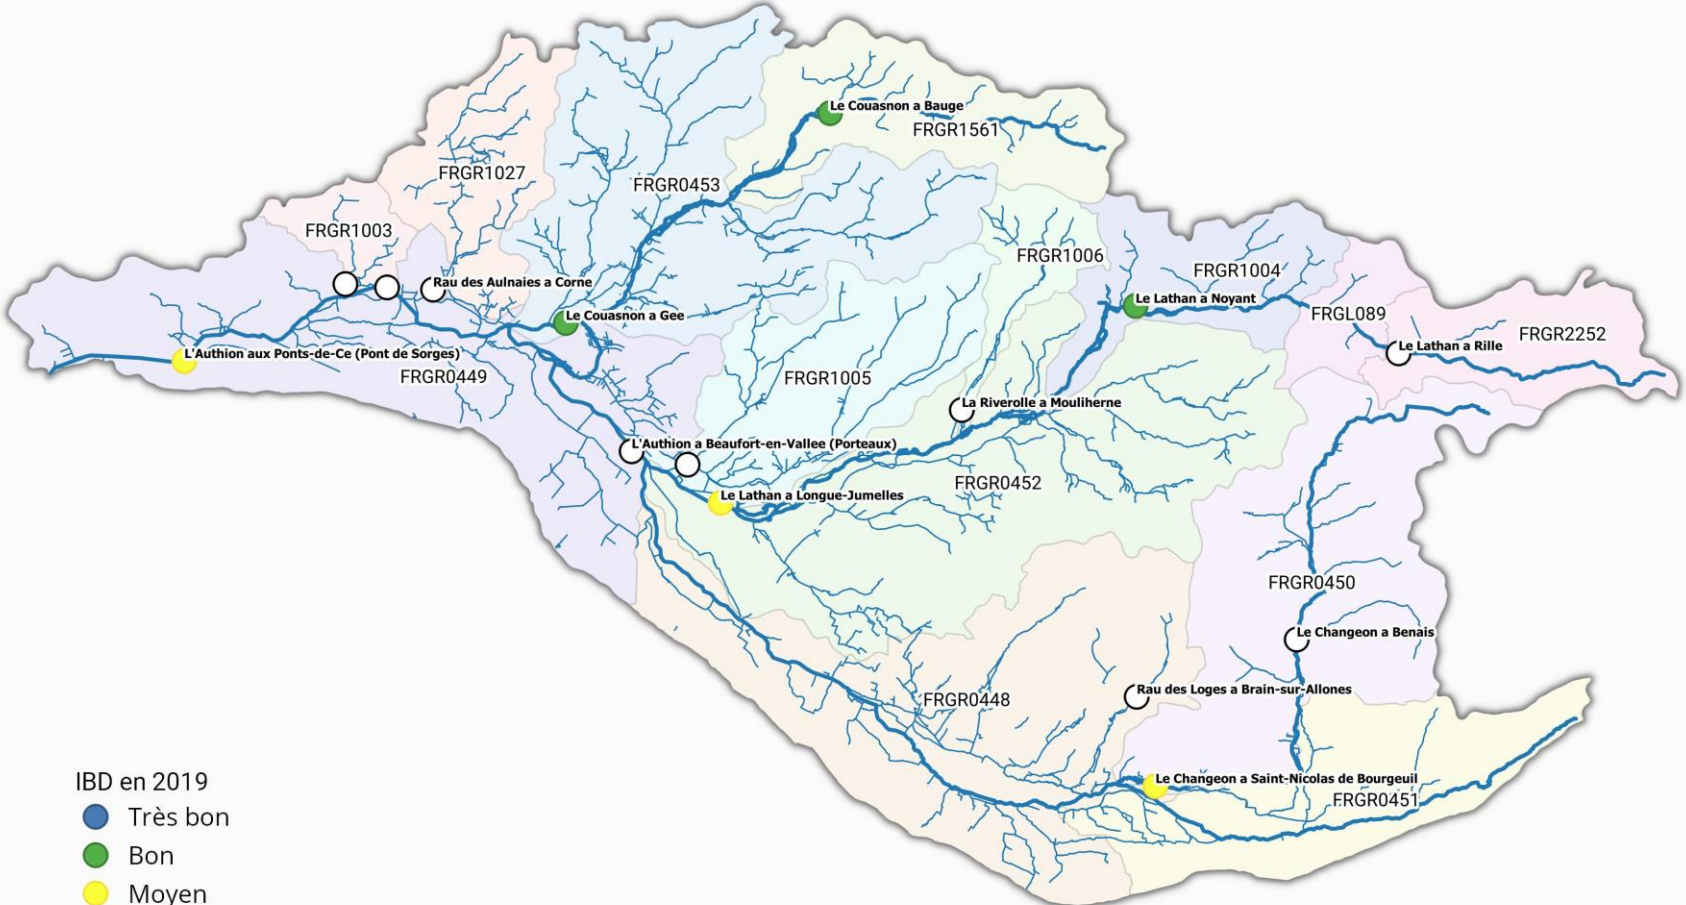 Le Couasnon a Bauge
FRGR1561
FRGR1027
FRGR0453
FRGR1003
FRGR1006
FRGR1004
Rau des Aulnaies a Corne
Le Lathan a Noyant
Le Couasnon a Gee
FRGL089
FRGR2252
Le Lathan a Rille
L'Authion aux Ponts-de-Ce (Pont de Sorges)
FRGR0449
FRGR1005
La Riverolle a Mouliherne
L'Authion a Beaufort-en-Vallee (Porteaux)
FRGR0452
Le Lathan a Longue-Jumelles
FRGR0450
Le Changeon a Benais
Rau des Loges a Brain-sur-Allones
FRGR0448
Le Changeon a Saint-Nicolas de Bourgeuil
FRGR0451
IBD en 2019
Très bon
Bon
Moyen